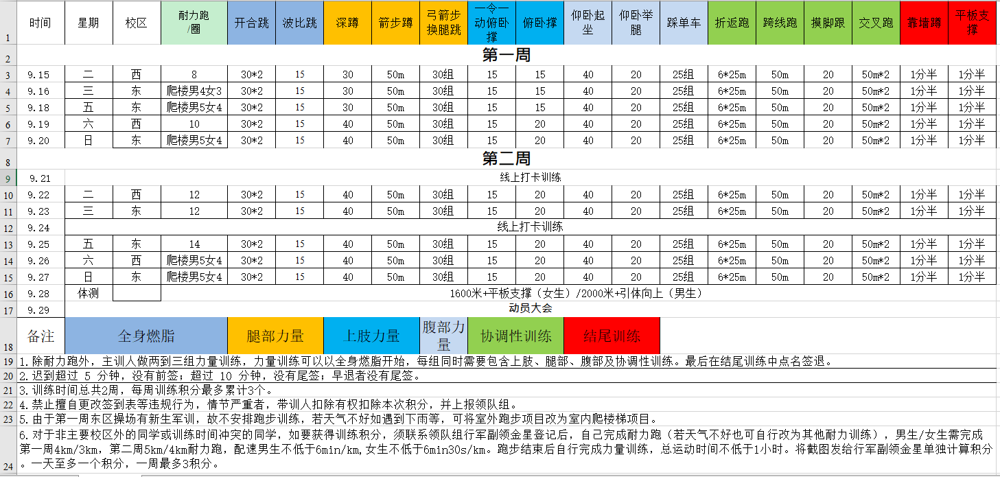 时间 星期 校区 耐力跑/圈 开合跳 波比跳 深蹲 箭步蹲 弓箭步换腿跳 一令一动俯卧撑 俯卧撑 仰卧起坐 仰卧举腿 踩单车 折返跑 跨线跑 摸脚跟 交叉跑 靠墙蹲 平板支撑
1
2 第一周
3 9.15 二 西 8 30*2 15 30 50m 30组 15 15 40 20 25组 6*25m 50m 20 50m*2 1分半 1分半
4 9.16 三 东 爬楼男4女3 30*2 15 30 50m 30组 15 15 40 20 25组 6*25m 50m 20 50m*2 1分半 1分半
5 9.18 五 东 爬楼男5女4 30*2 15 30 50m 30组 15 15 40 20 25组 6*25m 50m 20 50m*2 1分半 1分半
6 9.19 六 西 10 30*2 15 40 50m 30组 15 20 40 20 25组 6*25m 50m 20 50m*2 1分半 1分半
7 9.20 日 东 爬楼男5女4 30*2 15 40 50m 30组 15 20 40 20 25组 6*25m 50m 20 50m*2 1分半 1分半
8 第二周
9 9.21 线上打卡训练
10 9.22 二 西 12 30*2 15 40 50m 30组 15 20 40 20 25组 6*25m 50m 20 50m*2 1分半 1分半
11 9.23 三 东 12 30*2 15 40 50m 30组 15 20 40 20 25组 6*25m 50m 20 50m*2 1分半 1分半
12 9.24 线上打卡训练
13 9.25 五 东 14 30*2 15 40 50m 30组 15 20 40 20 25组 6*25m 50m 20 50m*2 1分半 1分半
14 9.26 六 西 爬楼男5女4 30*2 15 40 50m 30组 15 20 40 20 25组 6*25m 50m 20 50m*2 1分半 1分半
15 9.27 日 东 爬楼男5女4 30*2 15 40 50m 30组 15 20 40 20 25组 6*25m 50m 20 50m*2 1分半 1分半
16 9.28 体测 1600米+平板支撑（女生）/2000米+引体向上（男生）
17 9.29 动员大会
18 备注 全身燃脂 腿部力量 上肢力量 腹部力量 协调性训练 结尾训练
19 1.除耐力跑外，主训人做两到三组力量训练，力量训练可以以全身燃脂开始，每组同时需要包含上肢、腿部、腹部及协调性训练。最后在结尾训练中点名签退。
20 2.迟到超过 5 分钟，没有前签；超过 10 分钟，没有尾签；早退者没有尾签。
21 3.训练时间总共2周，每周训练积分最多累计3个。
22 4.禁止擅自更改签到表等违规行为，情节严重者，带训人扣除有权扣除本次积分，并上报领队组。
23 5.由于第一周东区操场有新生军训，故不安排跑步训练，若天气不好如遇到下雨等，可将室外跑步项目改为室内爬楼梯项目。
6.对于非主要校区外的同学或训练时间冲突的同学，如要获得训练积分，须联系领队组行军副领金星登记后，自己完成耐力跑（若天气不好也可自行改为其他耐力训练），男生/女生需完成
第一周4km/3km，第二周5km/4km耐力跑，配速男生不低于6min/km,女生不低于6min30s/km。跑步结束后自行完成力量训练，总运动时间不低于1小时。将截图发给行军副领金星单独计算积分
24 。一天至多一个积分，一周最多3积分。